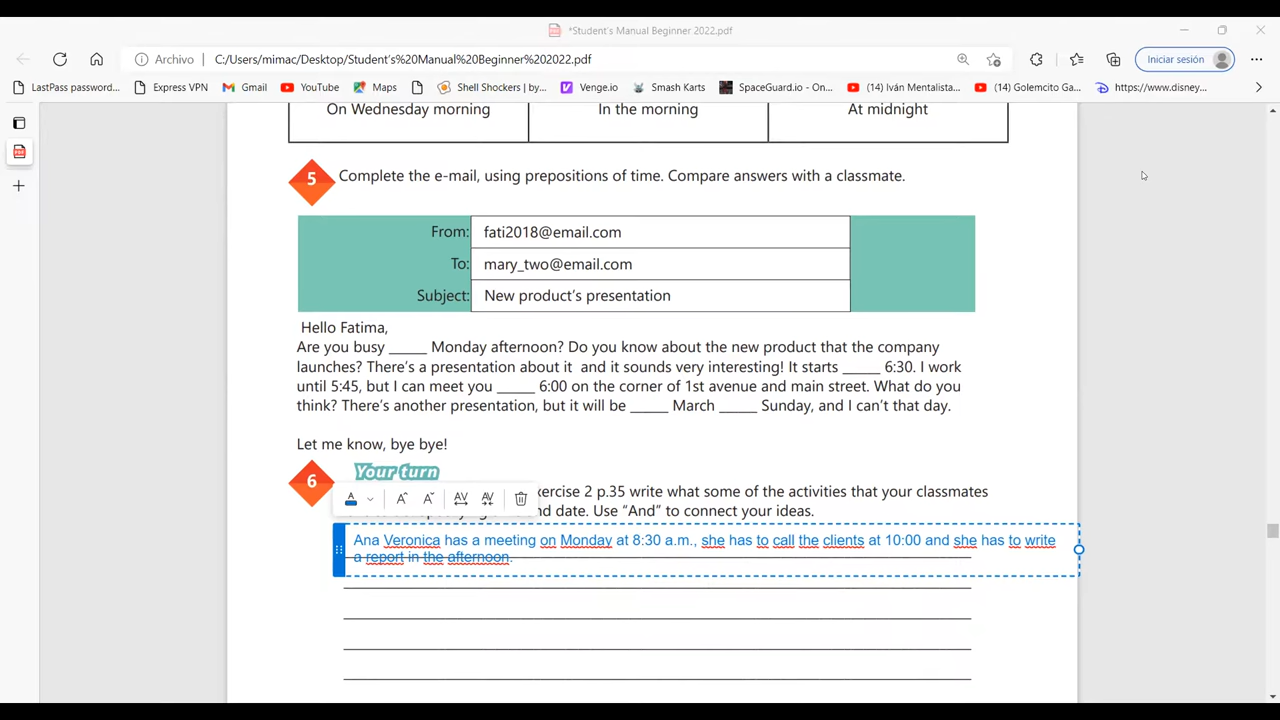 *Student's Manual Beginner 2022.pdf
Archivo
C:/Users/mimac/Desktop/Student's%20Manual%20Beginner%202022.pdf
Iniciar sesión
LastPass password...
Express VPN
Gmail
YouTube
Maps
Shell Shockers | by...
Venge.io
Smash Karts
SpaceGuard.io - On...
(14) Iván Mentalista...
(14) Golemcito Ga...
https://www.disney...
On Wednesday morning
In the morning
At midnight
5
Complete the e-mail, using prepositions of time. Compare answers with a classmate.
From: fati2018@email.com
To: mary_two@email.com
Subject: New product's presentation
Hello Fatima,
Are you busy _____ Monday afternoon? Do you know about the new product that the company
launches? There's a presentation about it and it sounds very interesting! It starts _____ 6:30. I work
until 5:45, but I can meet you _____ 6:00 on the corner of 1st avenue and main street. What do you
think? There's another presentation, but it will be _____ March _____ Sunday, and I can't that day.
Let me know, bye bye!
6
Your turn
exercise 2 p.35 write what some of the activities that your classmates
and date. Use "And" to connect your ideas.
Ana Veronica has a meeting on Monday at 8:30 a.m., she has to call the clients at 10:00 and she has to write
a report in the afternoon.